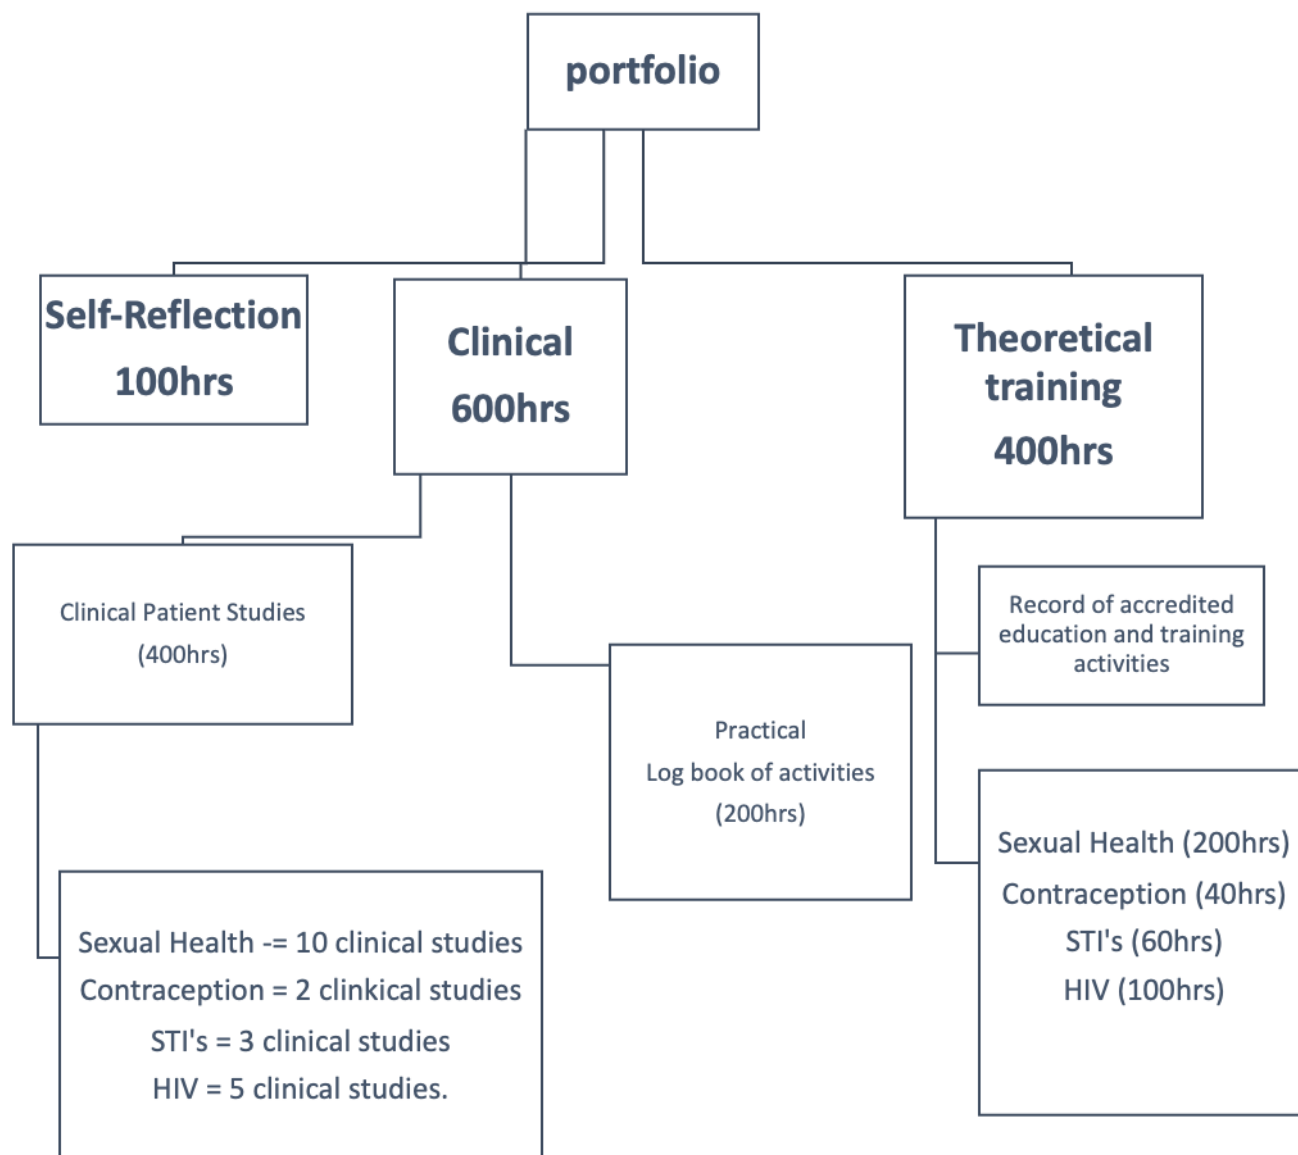 portfolio
Self-Reflection
100hrs
Clinical
600hrs
Theoretical
training
400hrs
Clinical Patient Studies
(400hrs)
Practical
Log book of activities
(200hrs)
Record of accredited
education and training
activities
Sexual Health -= 10 clinical studies
Contraception = 2 clinkical studies
STI's = 3 clinical studies
HIV = 5 clinical studies.
Sexual Health (200hrs)
Contraception (40hrs)
STI's (60hrs)
HIV (100hrs)